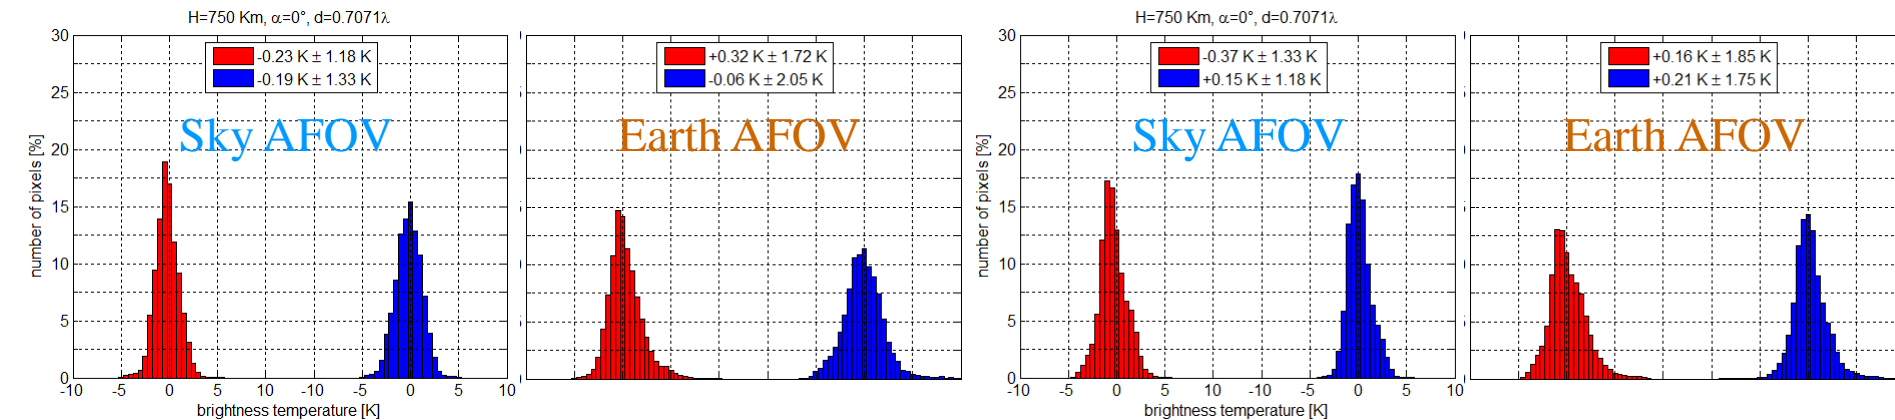 H=750 Km, α=0°, d=0.7071λ
30
25
20
15
10
5
0
number of pixels [%]
-0.23 K ± 1.18 K
-0.19 K ± 1.33 K
Sky AFOV
-10 -5 0 5 10 -10 -5 0 5 10
brightness temperature [K]
+0.32 K ± 1.72 K
-0.06 K ± 2.05 K
Earth AFOV
H=750 Km, α=0°, d=0.7071λ
30
25
20
15
10
5
0
number of pixels [%]
-0.37 K ± 1.33 K
+0.15 K ± 1.18 K
Sky AFOV
-10 -5 0 5 10 -10 -5 0 5 10
brightness temperature [K]
+0.16 K ± 1.85 K
+0.21 K ± 1.75 K
Earth AFOV